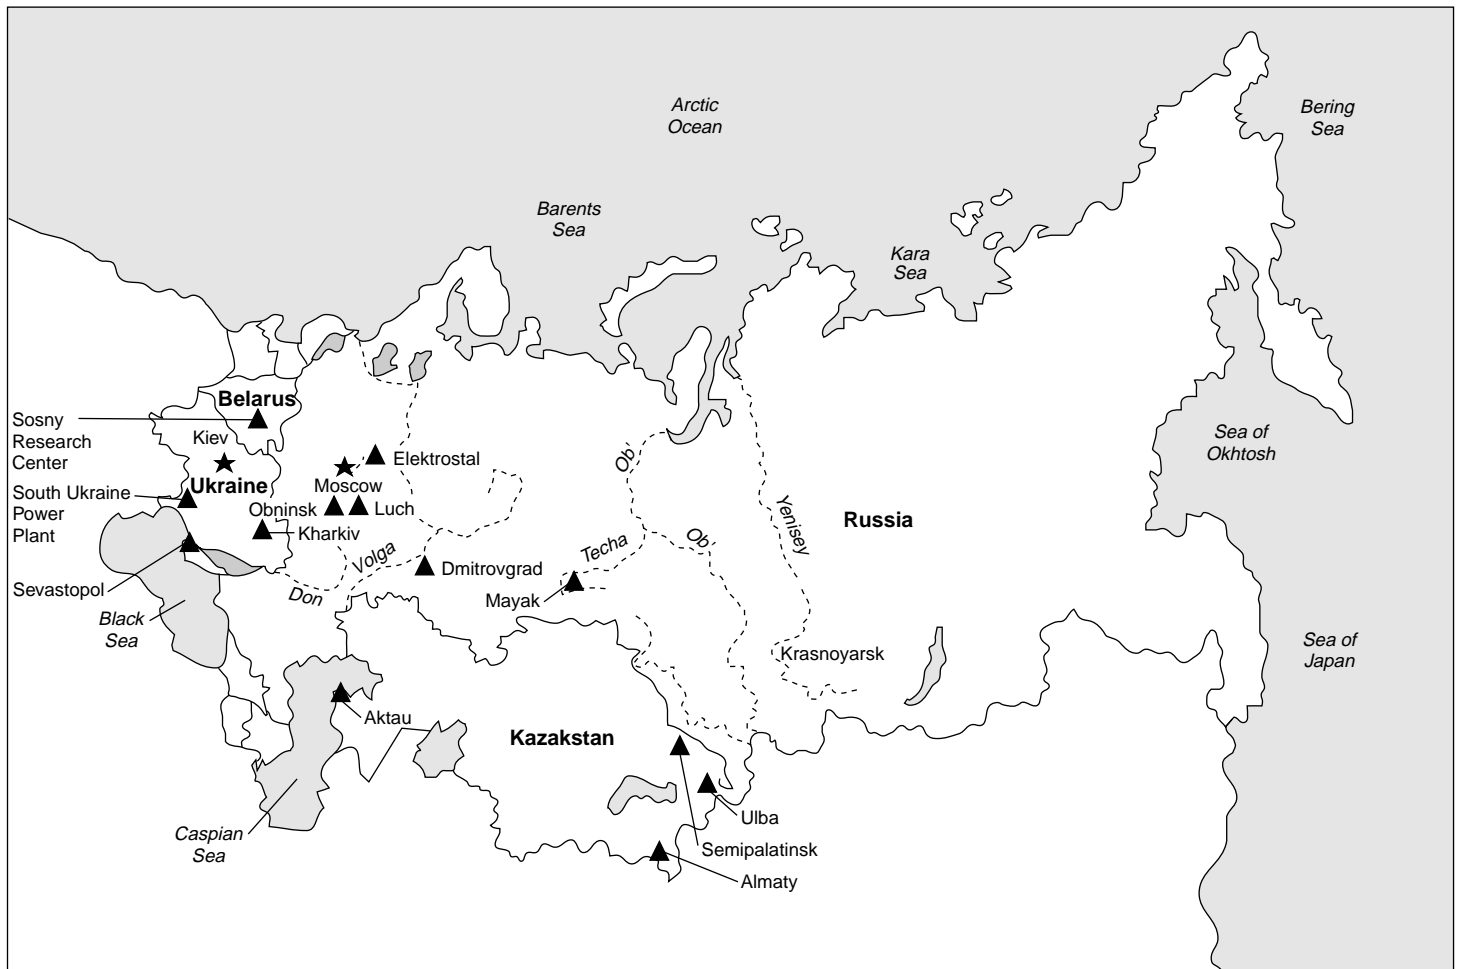 Arctic
Ocean
Bering
Sea
Barents
Sea
Kara
Sea
Belarus
Sosny
Research
Center
Kiev
Sea of
Okhtosh
Ob'
Elektrostal
Moscow
Ukraine
South Ukraine
Power
Plant
Obninsk
Luch
Kharkiv
Yenisey
Russia
Ob'
Techa
Volga
Dmitrovgrad
Mayak
Don
Sevastopol
Black
Sea
Krasnoyarsk
Sea of
Japan
Aktau
Kazakstan
Ulba
Caspian
Sea
Semipalatinsk
Almaty